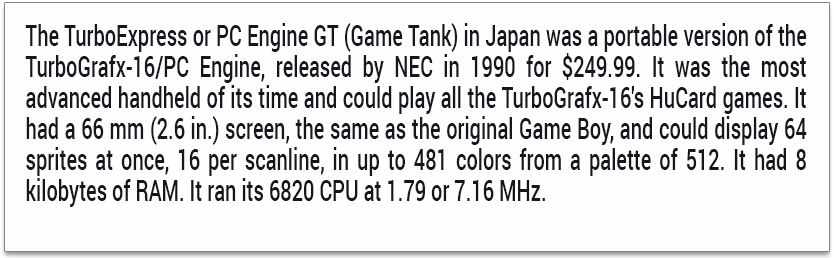 The TurboExpress or PC Engine GT (Game Tank) in Japan was a portable version of the
TurboGrafx-16/PC Engine, released by NEC in 1990 for $249.99. It was the most
advanced handheld of its time and could play all the TurboGrafx-16's HuCard games. It
had a 66 mm (2.6 in.) screen, the same as the original Game Boy, and could display 64
sprites at once, 16 per scanline, in up to 481 colors from a palette of 512. It had 8
kilobytes of RAM. It ran its 6820 CPU at 1.79 or 7.16 MHz.